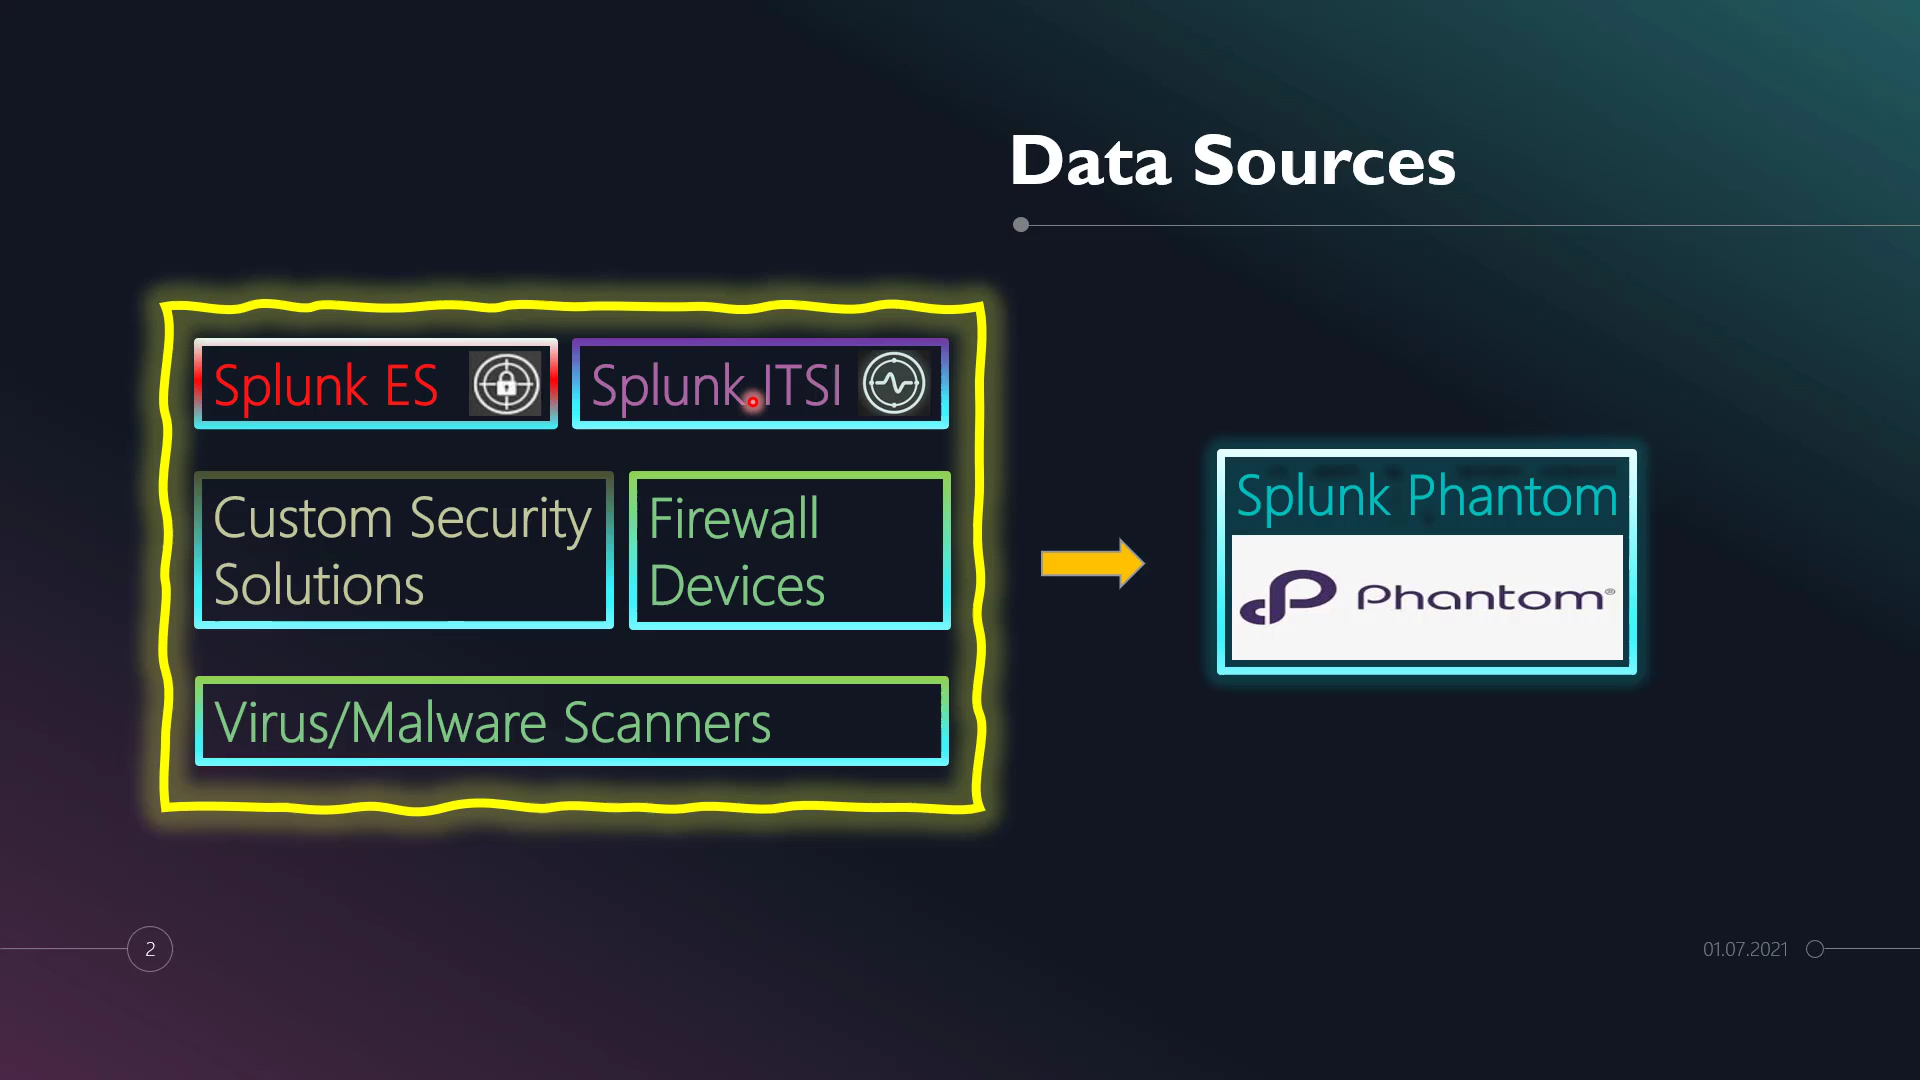 Data Sources
Splunk ES
Splunk ITSI
Custom Security
Solutions
Firewall
Devices
Virus/Malware Scanners
Splunk Phantom
Phantom®
2
01.07.2021